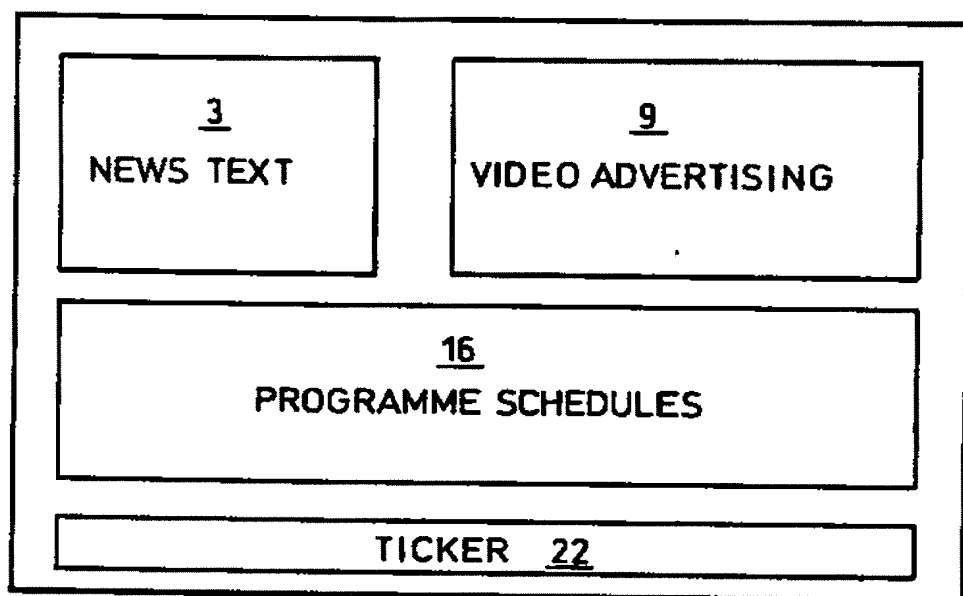 3
NEWS TEXT
9
VIDEO ADVERTISING
16
PROGRAMME SCHEDULES
TICKER 22